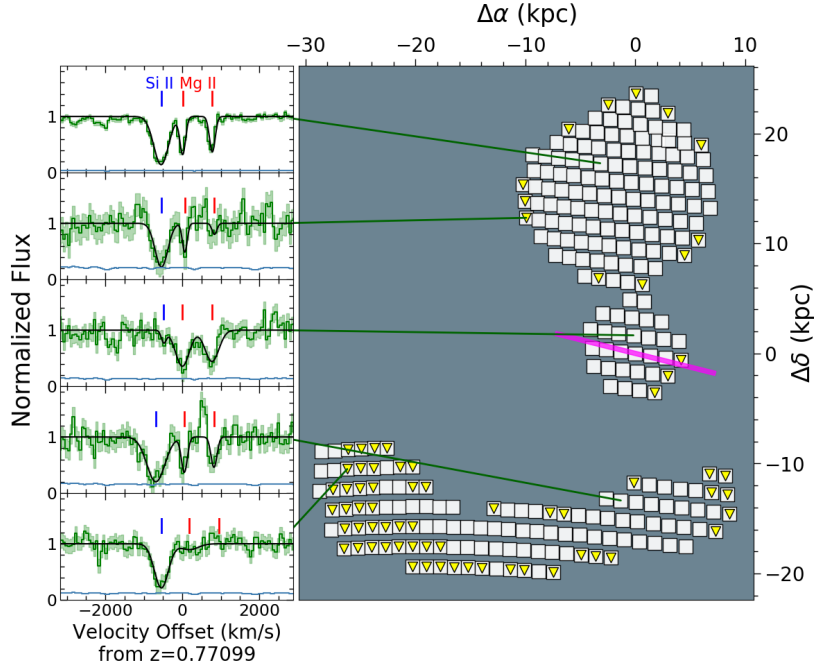 Δα (kpc)
−30 −20 −10 0 10
Si II Mg II
1
0
1
0
1
0
1
0
1
0
Normalized Flux
−2000 0 2000
Velocity Offset (km/s)
from z=0.77099
20
10
0
−10
−20
Δδ (kpc)